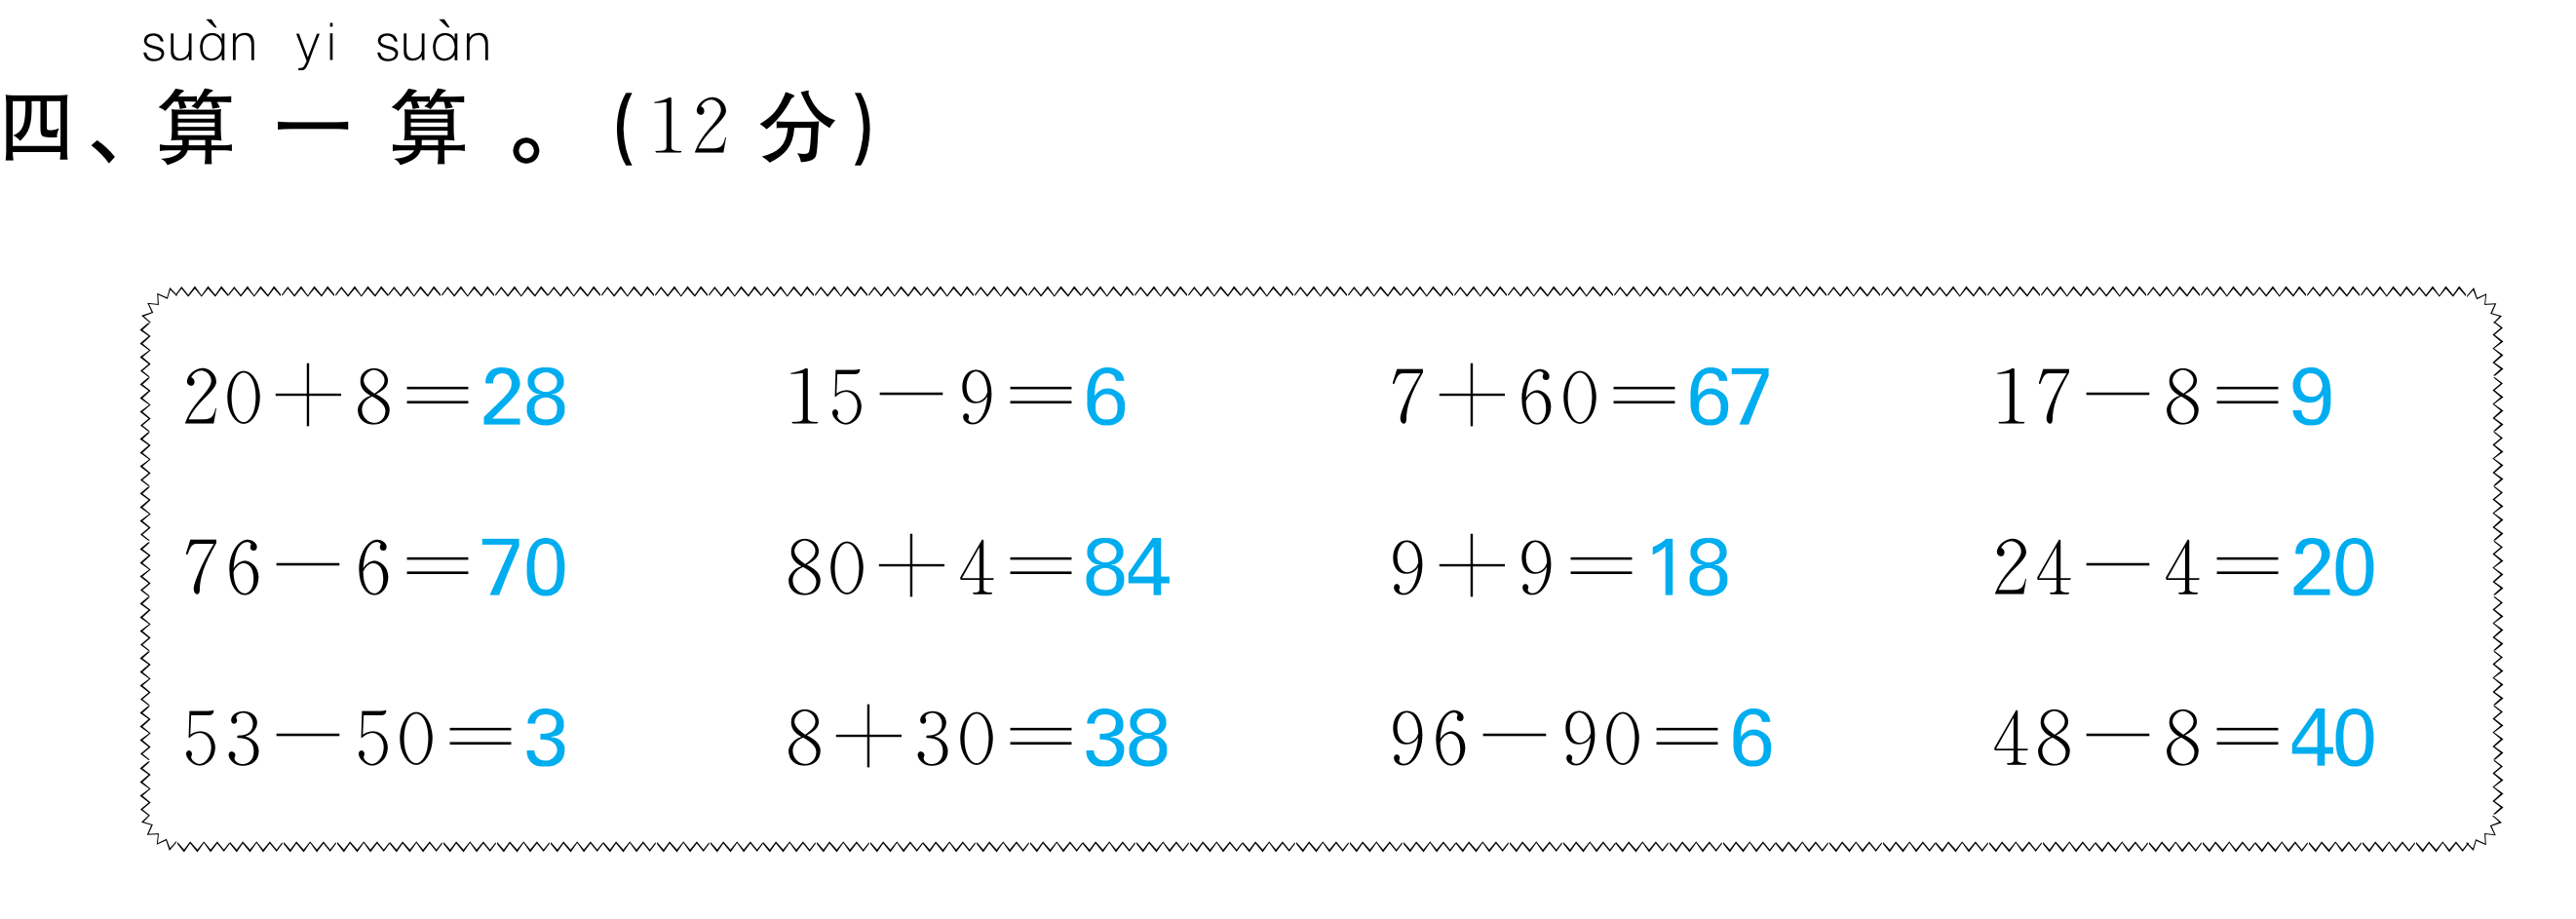 suàn yi suàn
四、算一算。(12分)
20+8=28 15-9=6 7+60=67 17-8=9
76-6=70 80+4=84 9+9=18 24-4=20
53-50=3 8+30=38 96-90=6 48-8=40